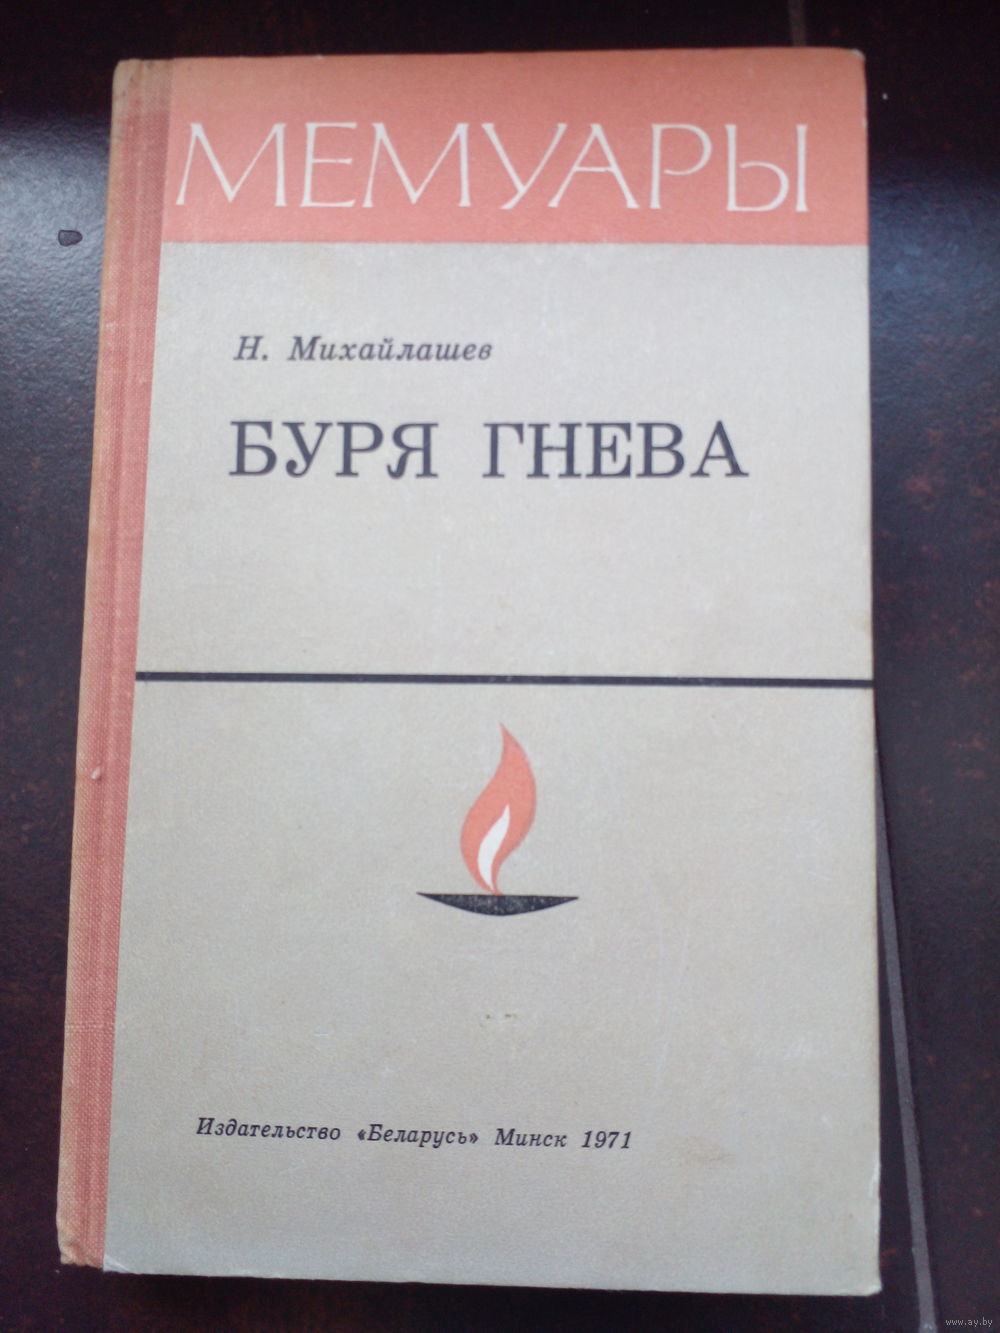 МЕМУАРЫ
Н. Михайлашев
БУРЯ ГНЕВА
Издательство «Беларусь» Минск 1971
www.ay.by